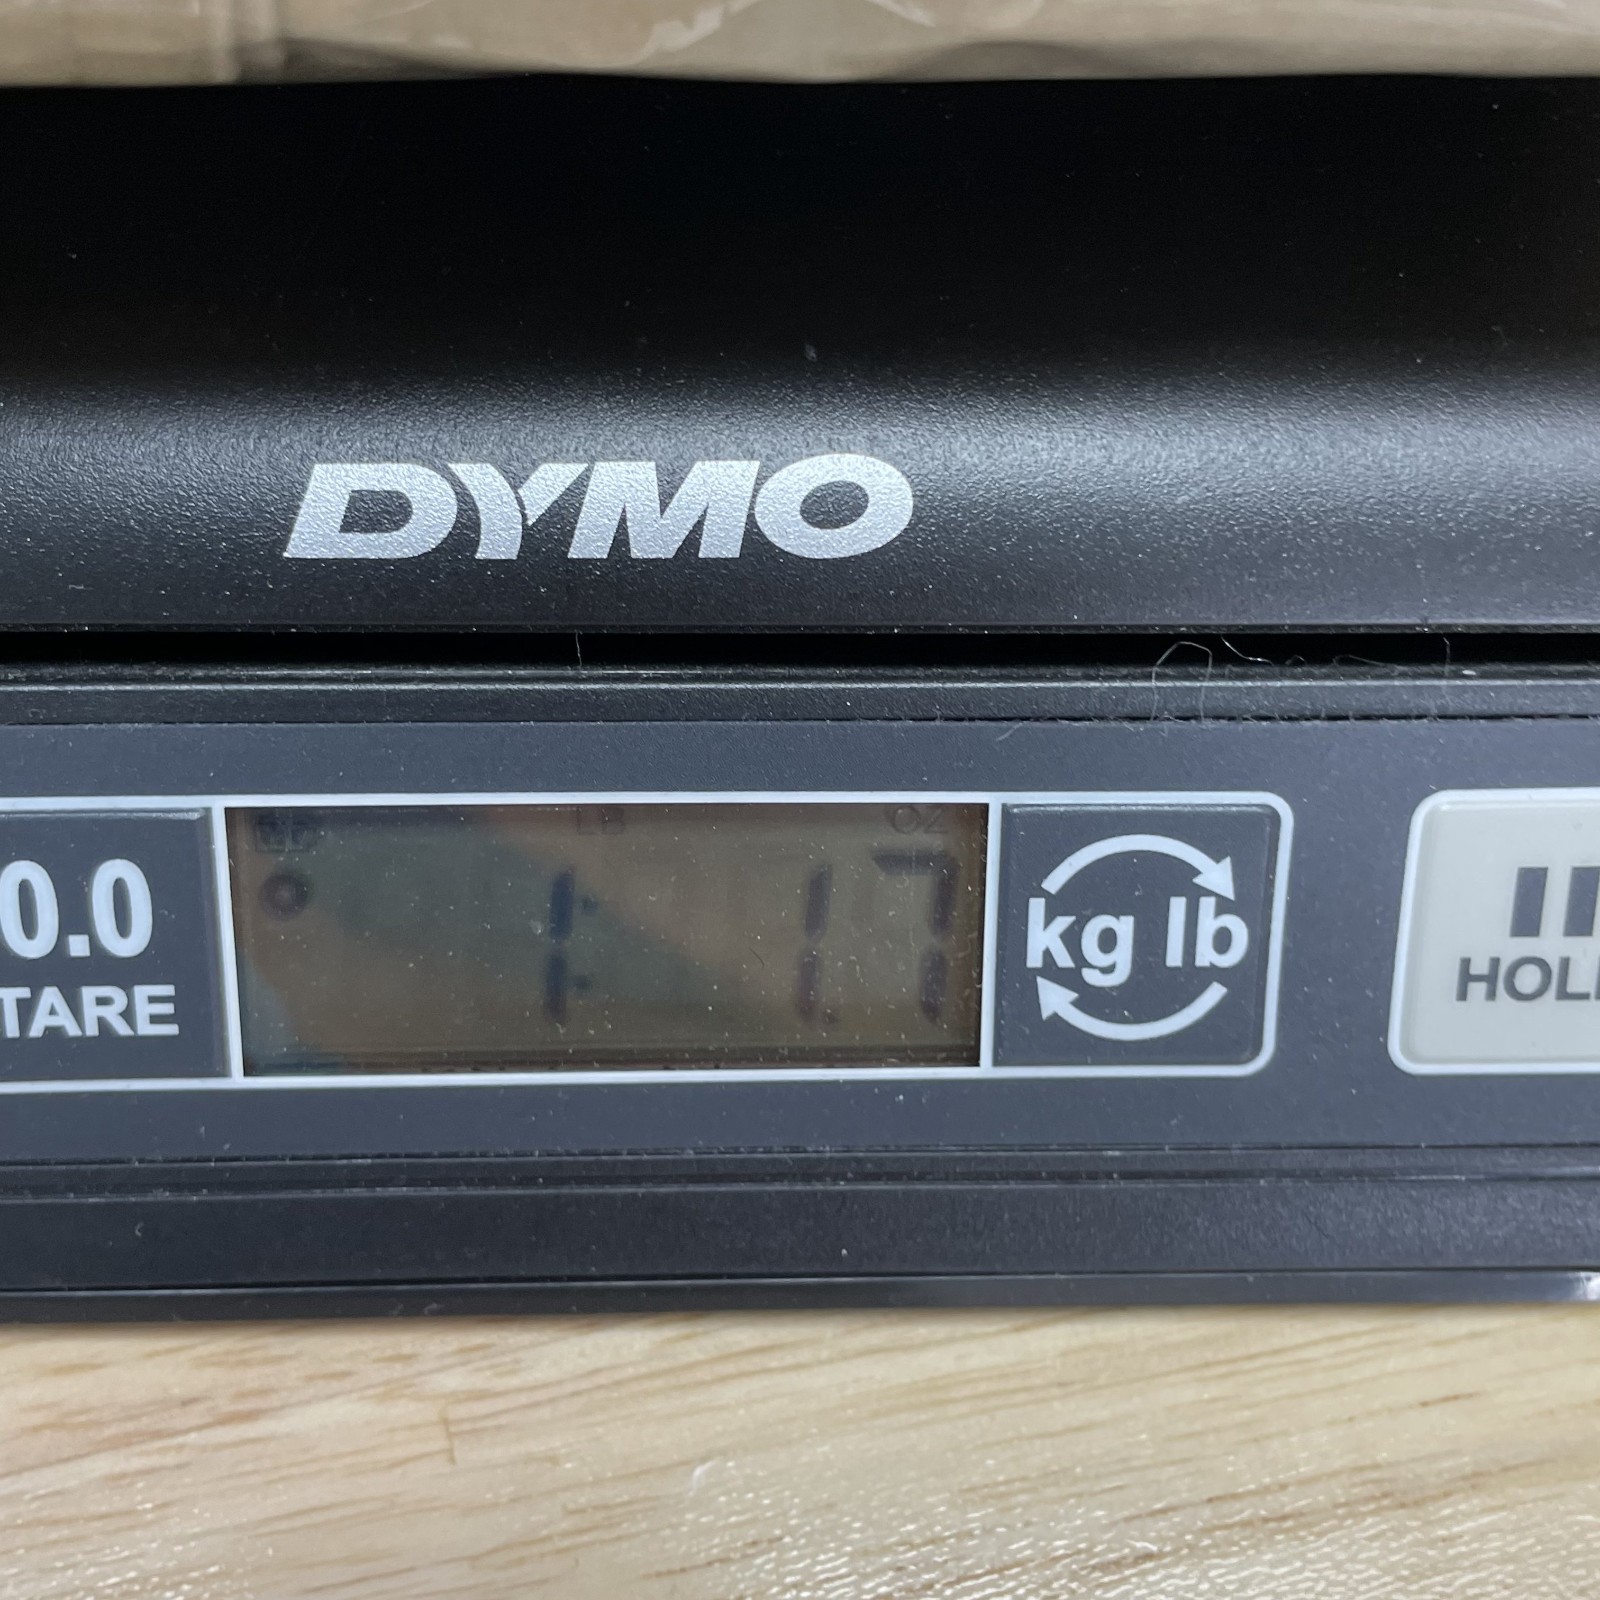 DYMO
LB OZ
1: 1.7
0.0
TARE
kg lb
HOL